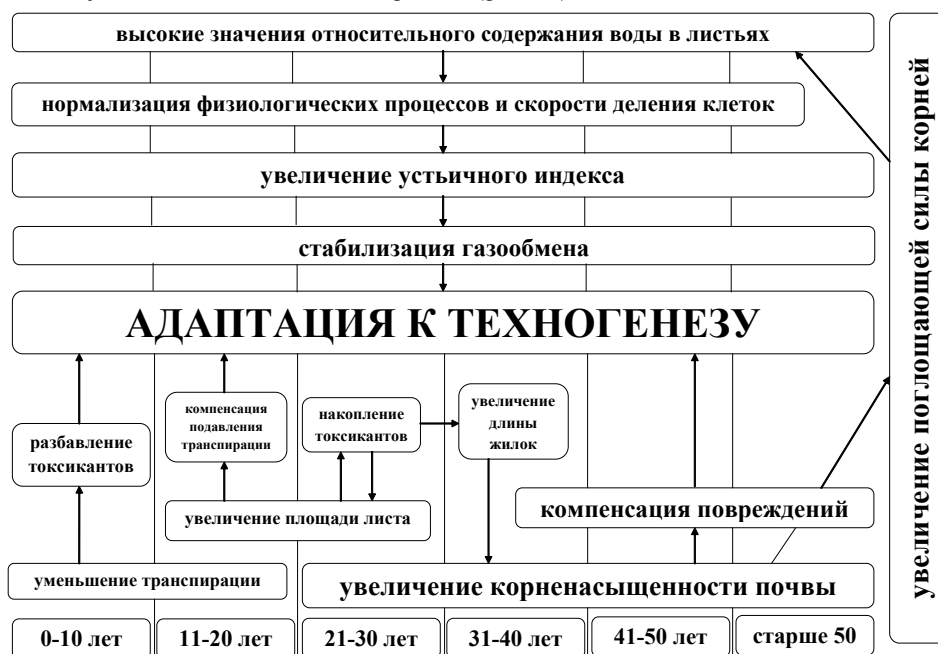 высокие значения относительного содержания воды в листьях
нормализация физиологических процессов и скорости деления клеток
увеличение устьичного индекса
стабилизация газообмена
АДАПТАЦИЯ К ТЕХНОГЕНЕЗУ
разбавление
токсикантов
компенсация
подавления
транспирации
накопление
токсикантов
увеличение
длины
жилок
увеличение площади листа
компенсация повреждений
уменьшение транспирации
увеличение корненасыщенности почвы
0-10 лет
11-20 лет
21-30 лет
31-40 лет
41-50 лет
старше 50
увеличение поглощающей силы корней